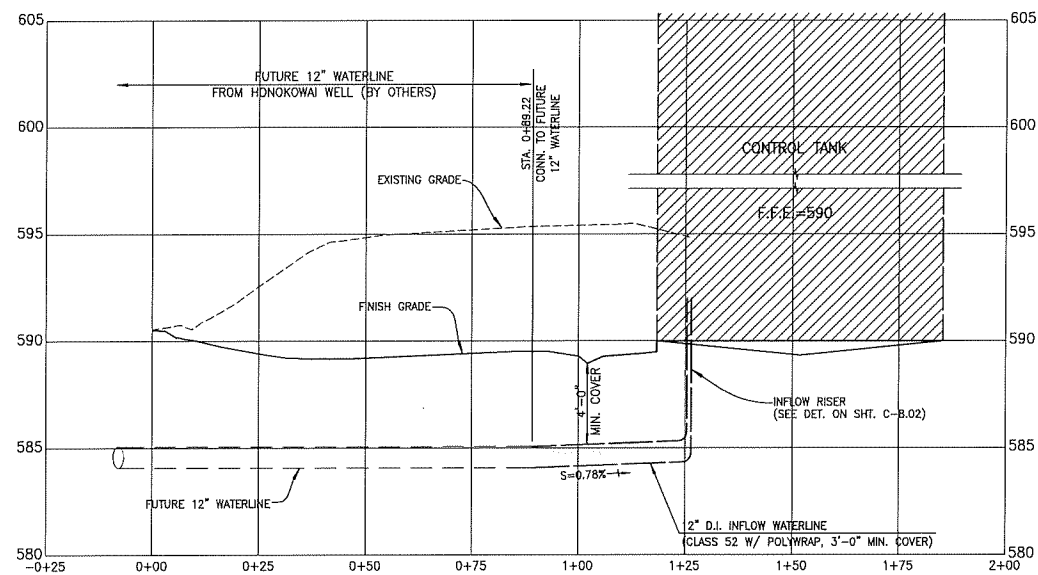 605
605
FUTURE 12" WATERLINE
FROM HONOKOWAI WELL (BY OTHERS)
STA. 0+89.22
CONN. TO FUTURE
12" WATERLINE
600
600
CONTROL TANK
EXISTING GRADE
F.F.E.=590
595
595
FINISH GRADE
590
590
4'-0"
MIN. COVER
INFLOW RISER
(SEE DET. ON SHT. C-8.02)
585
585
S=0.78%
FUTURE 12" WATERLINE
12" D.I. INFLOW WATERLINE
(CLASS 52 W/ POLYWRAP, 3'-0" MIN. COVER)
580
580
-0+25 0+00 0+25 0+50 0+75 1+00 1+25 1+50 1+75 2+00